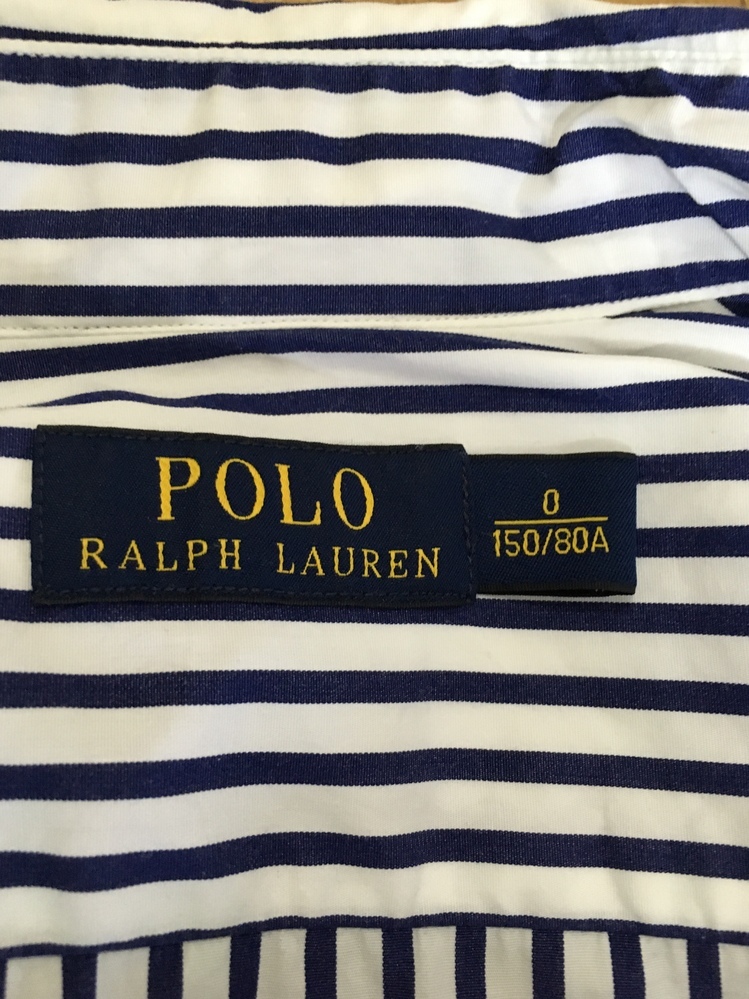 POLO
RALPH LAUREN
0
150/80A